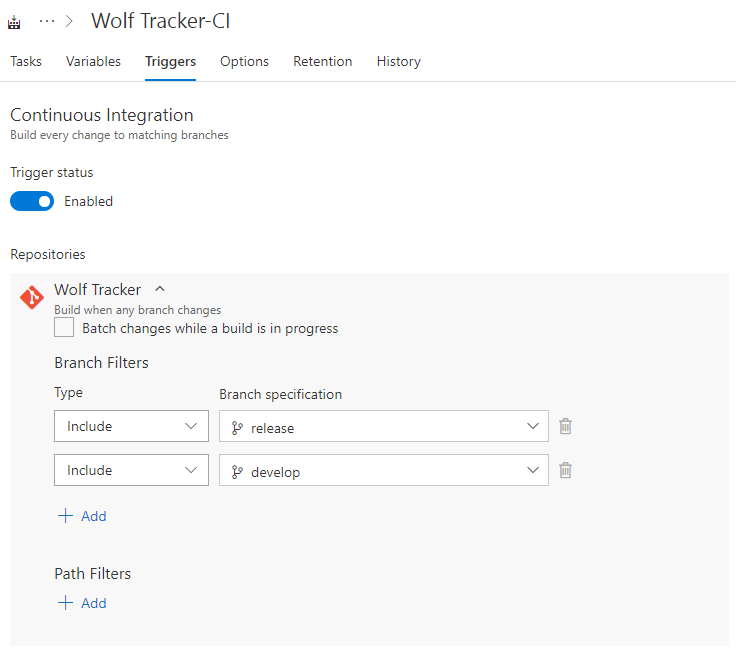 ··· > Wolf Tracker-CI
Tasks Variables Triggers Options Retention History
Continuous Integration
Build every change to matching branches
Trigger status
Enabled
Repositories
Wolf Tracker
Build when any branch changes
Batch changes while a build is in progress
Branch Filters
Type Branch specification
Include release
Include develop
+ Add
Path Filters
+ Add